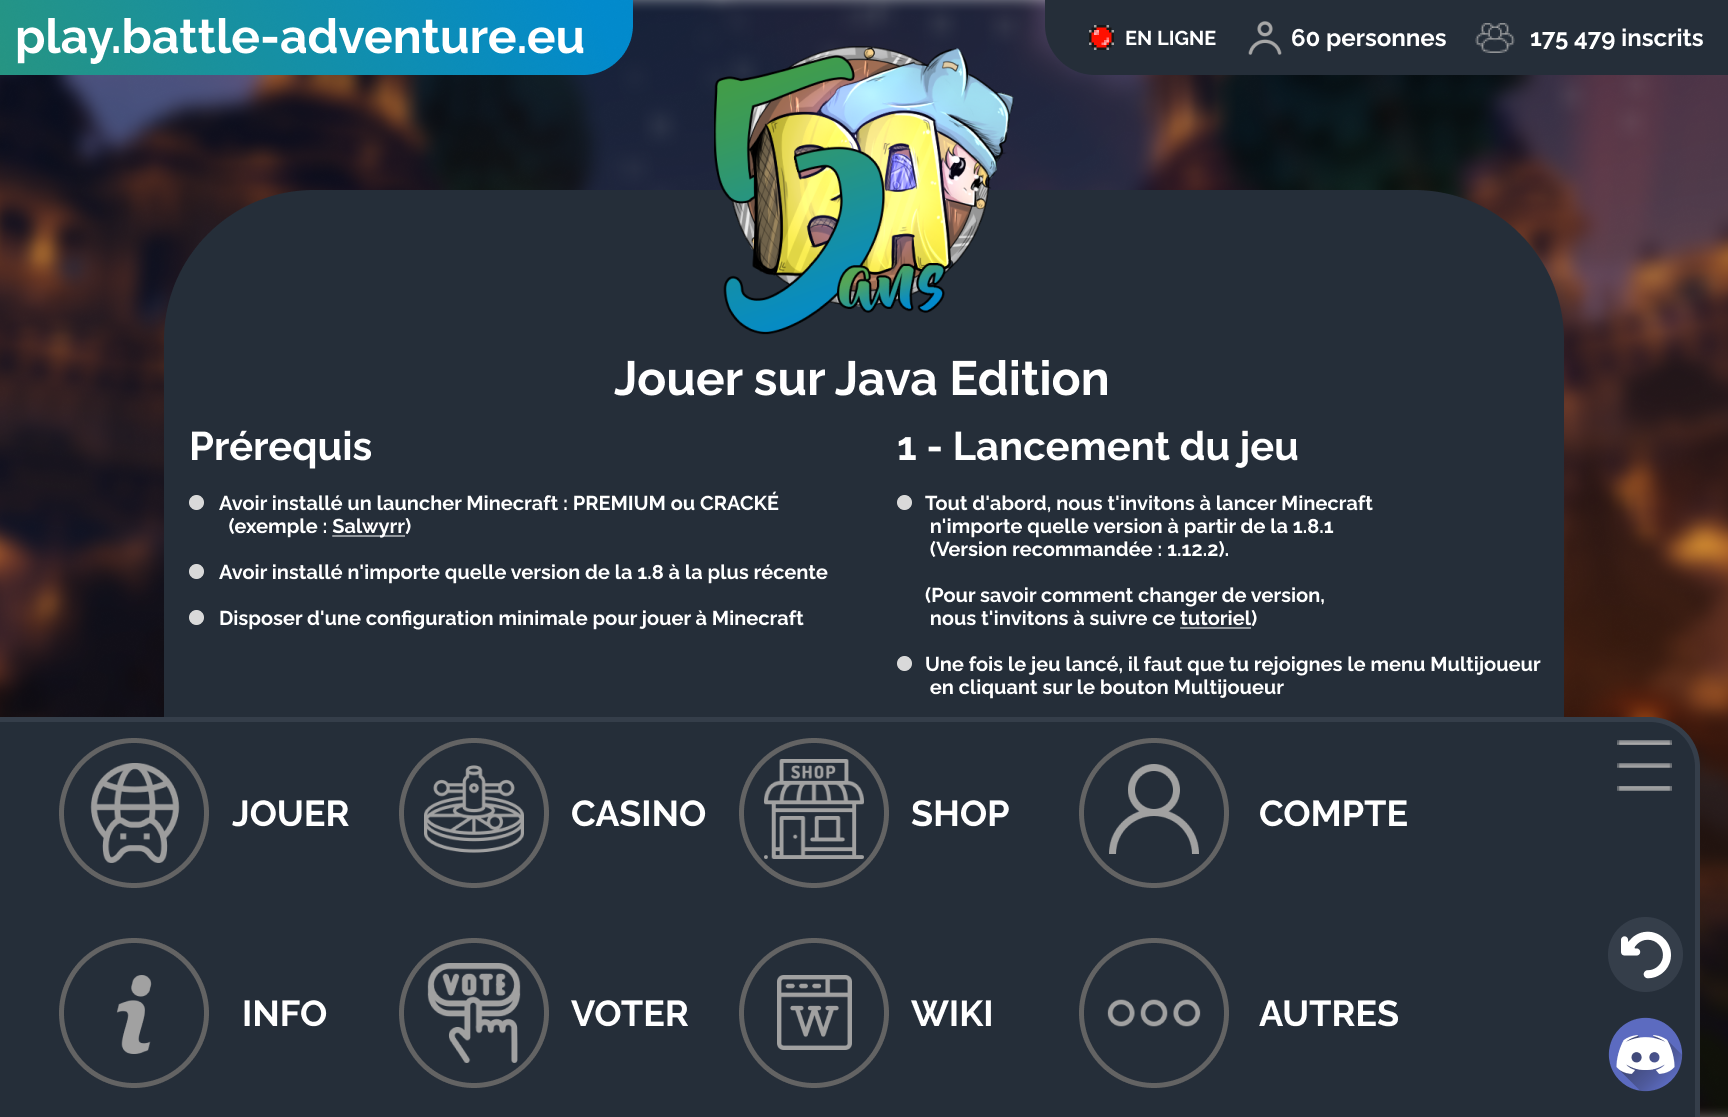 play.battle-adventure.eu
EN LIGNE
60 personnes
175 479 inscrits
5 BA
ans
Jouer sur Java Edition
Prérequis
Avoir installé un launcher Minecraft : PREMIUM ou CRACKÉ
(exemple : Salwyrr)
Avoir installé n'importe quelle version de la 1.8 à la plus récente
Disposer d'une configuration minimale pour jouer à Minecraft
1 - Lancement du jeu
Tout d'abord, nous t'invitons à lancer Minecraft
n'importe quelle version à partir de la 1.8.1
(Version recommandée : 1.12.2).
(Pour savoir comment changer de version,
nous t'invitons à suivre ce tutoriel)
Une fois le jeu lancé, il faut que tu rejoignes le menu Multijoueur
en cliquant sur le bouton Multijoueur
JOUER
CASINO
SHOP
SHOP
COMPTE
INFO
VOTE
VOTER
W
WIKI
AUTRES